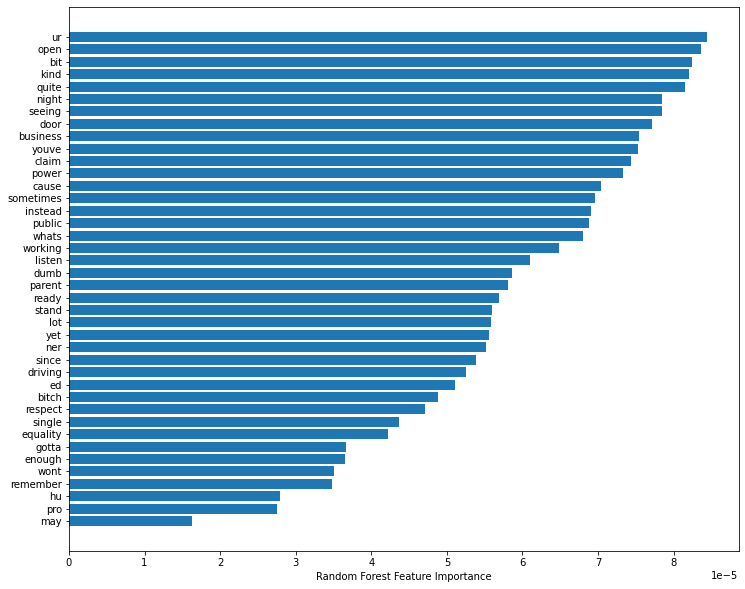 ur
open
bit
kind
quite
night
seeing
door
business
youve
claim
power
cause
sometimes
instead
public
whats
working
listen
dumb
parent
ready
stand
lot
yet
ner
since
driving
ed
bitch
respect
single
equality
gotta
enough
wont
remember
hu
pro
may
0 1 2 3 4 5 6 7 8
1e−5
Random Forest Feature Importance